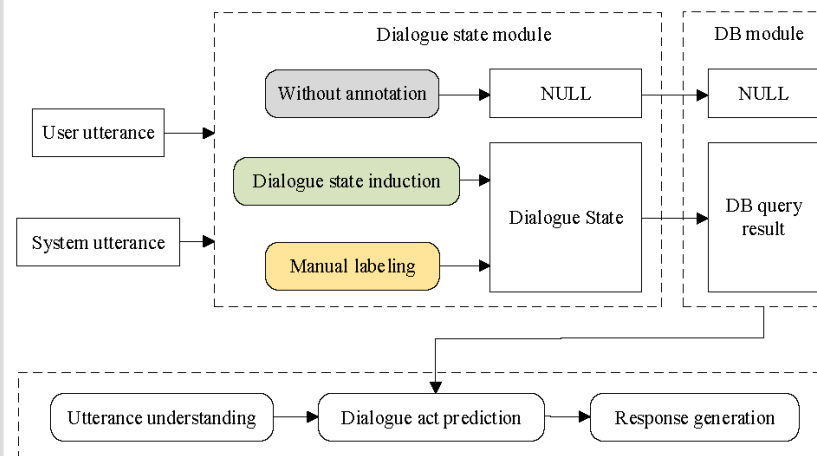 Dialogue state module
DB module
Without annotation
NULL
NULL
User utterance
Dialogue state induction
Dialogue State
DB query
result
System utterance
Manual labeling
Utterance understanding
Dialogue act prediction
Response generation